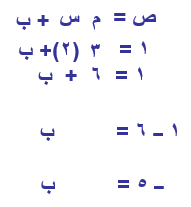 ص = م س + ب
١ = ٣ (٢) + ب
١ = ٦ + ب
١ – ٦ = ب
– ٥ = ب